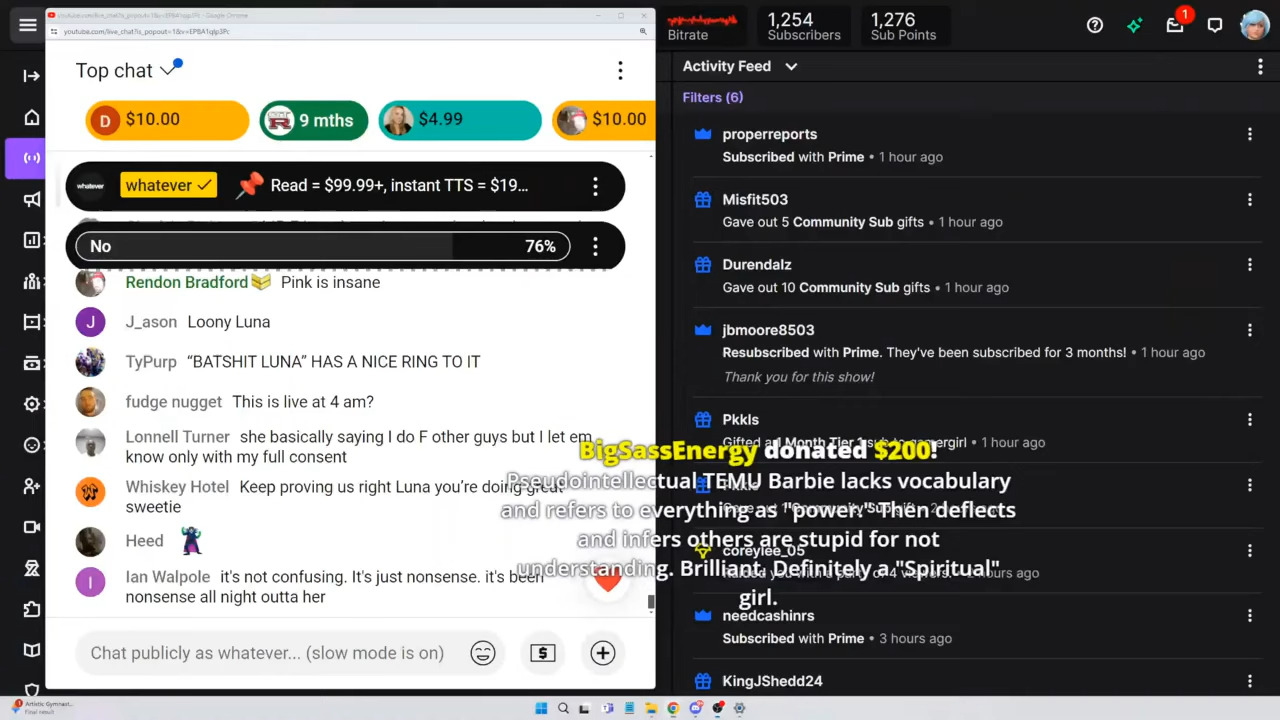 youtube.com/live_chat?is_popout=1&v=EPBA1qlp3Pc - Google Chrome
youtube.com/live_chat?is_popout=1&v=EPBA1qlp3Pc
Top chat
D $10.00
9 mths
$4.99
$10.00
whatever
whatever
Read = $99.99+, instant TTS = $19...
No 76%
Rendon Bradford Pink is insane
J J_ason Loony Luna
TyPurp “BATSHIT LUNA” HAS A NICE RING TO IT
fudge nugget This is live at 4 am?
Lonnell Turner she basically saying I do F other guys but I let em
know only with my full consent
Whiskey Hotel Keep proving us right Luna you’re doing great
sweetie
Heed
I Ian Walpole it's not confusing. It's just nonsense. it's been
nonsense all night outta her
Chat publicly as whatever... (slow mode is on)
Bitrate
1,254
Subscribers
1,276
Sub Points
1
Activity Feed
Filters (6)
properreports
Subscribed with Prime • 1 hour ago
Misfit503
Gave out 5 Community Sub gifts • 1 hour ago
Durendalz
Gave out 10 Community Sub gifts • 1 hour ago
jbmoore8503
Resubscribed with Prime. They've been subscribed for 3 months! • 1 hour ago
Thank you for this show!
Pkkls
1 hour ago
BigSassEnergy donated $200!
Pseudointellectual TEMU Barbie lacks vocabulary
and refers to everything as "power." Then deflects
and infers others are stupid for not
understanding. Brilliant. Definitely a "Spiritual"
girl.
coreylee_05
needcashinrs
Subscribed with Prime • 3 hours ago
KingJShedd24
Artistic Gymnast...
Final result